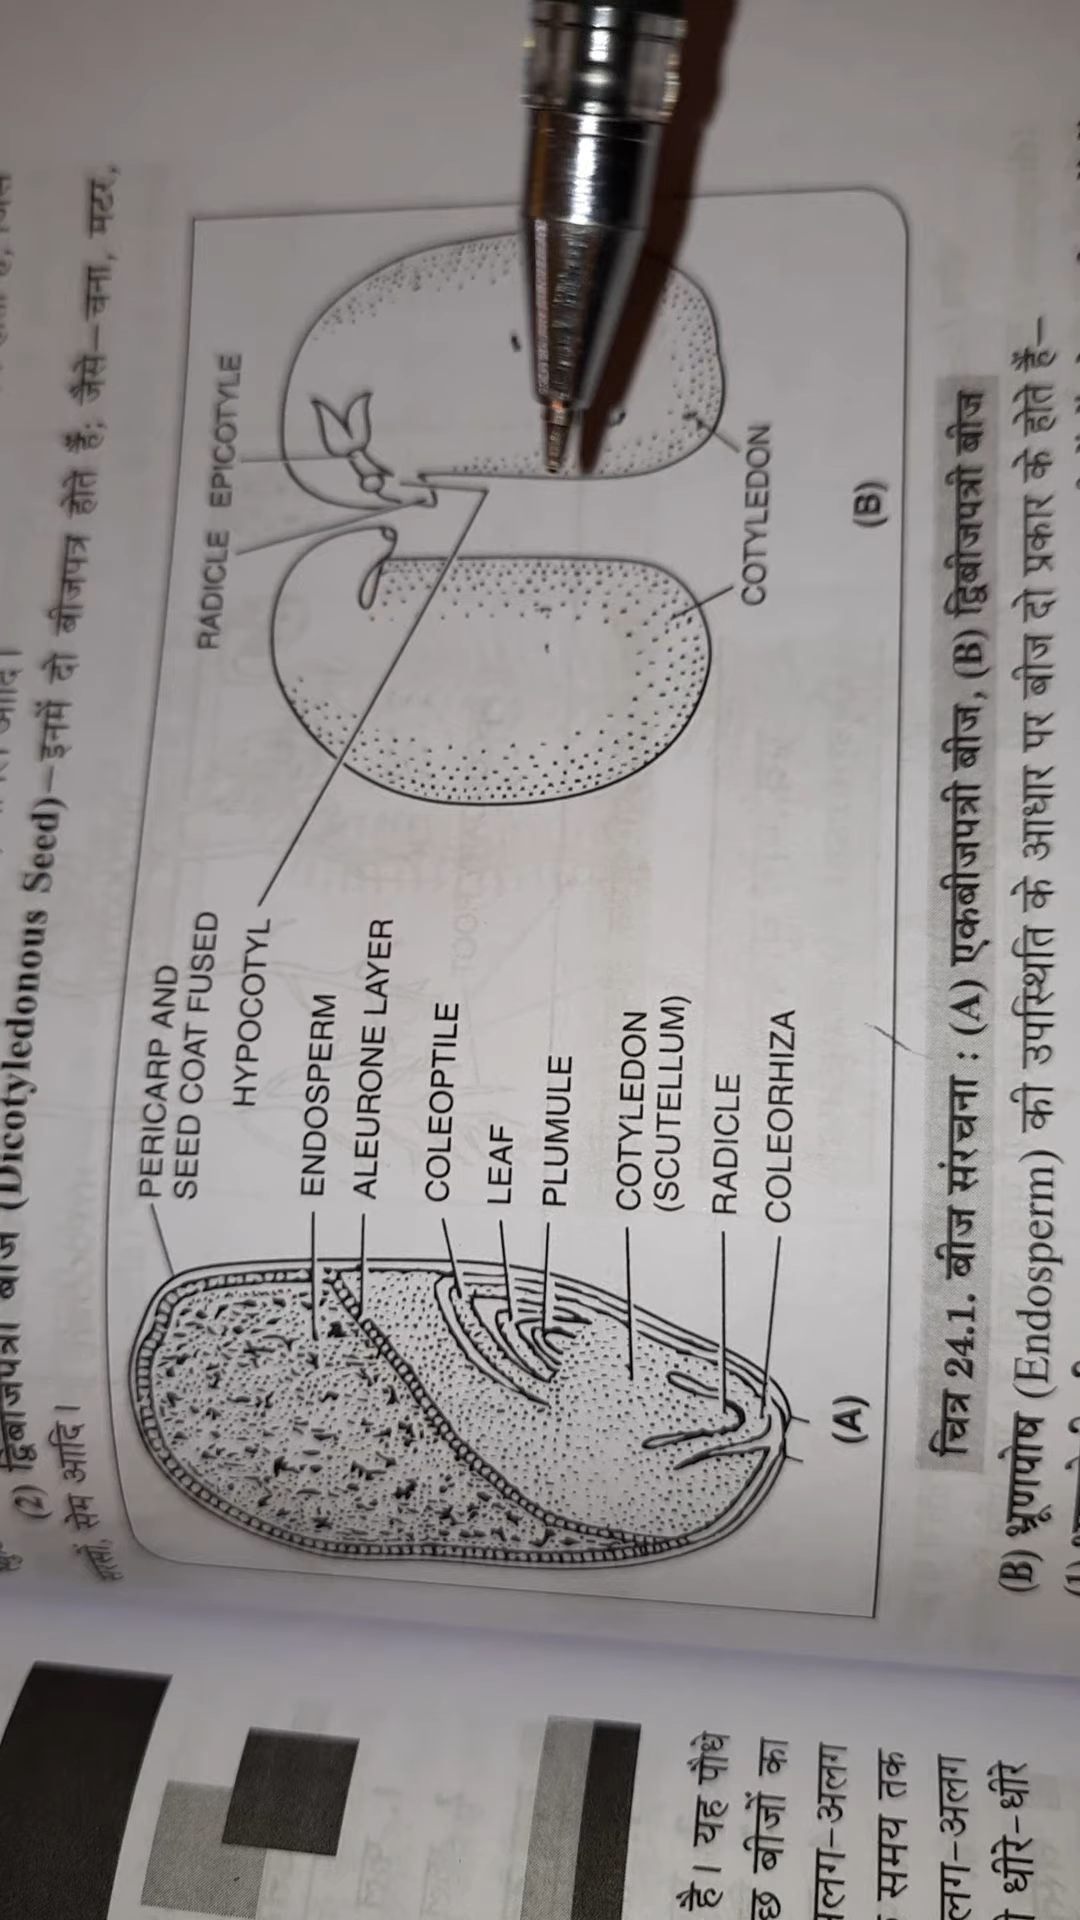 (2) द्विबीजपत्री बीज (Dicotyledonous Seed)–इनमें दो बीजपत्र होते हैं; जैसे–चना, मटर,
सेम आदि।
PERICARP AND
SEED COAT FUSED
HYPOCOTYL
ENDOSPERM
ALEURONE LAYER
COLEOPTILE
LEAF
PLUMULE
COTYLEDON
(SCUTELLUM)
RADICLE
COLEORHIZA
(A)
RADICLE EPICOTYLE
COTYLEDON
(B)
चित्र 24.1. बीज संरचना : (A) एकबीजपत्री बीज, (B) द्विबीजपत्री बीज
(B) भ्रूणपोष (Endosperm) की उपस्थिति के आधार पर बीज दो प्रकार के होते हैं–
है। यह पौधे
बीजों का
समय तक
धीरे-धीरे